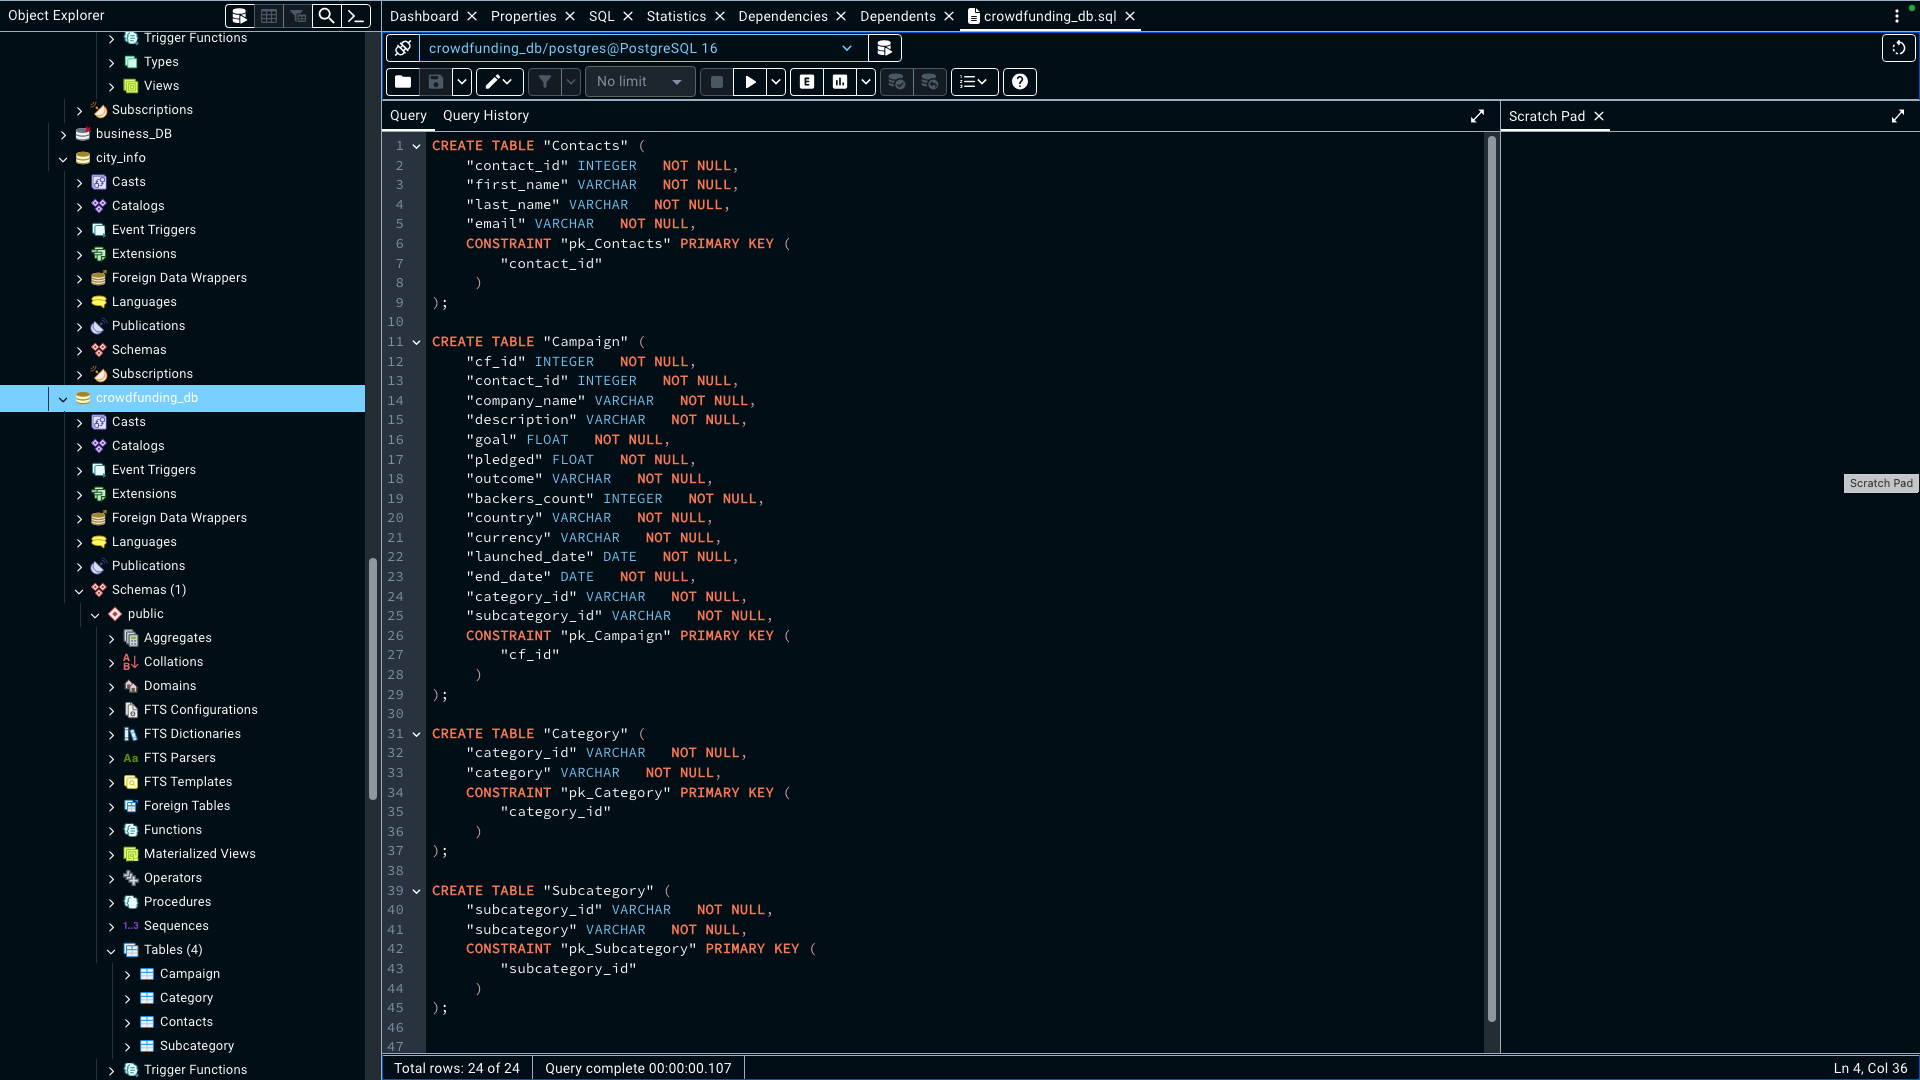 Object Explorer
Dashboard
Properties
SQL
Statistics
Dependencies
Dependents
crowdfunding_db.sql
Trigger Functions
Types
Views
Subscriptions
business_DB
city_info
Casts
Catalogs
Event Triggers
Extensions
Foreign Data Wrappers
Languages
Publications
Schemas
Subscriptions
crowdfunding_db
Casts
Catalogs
Event Triggers
Extensions
Foreign Data Wrappers
Languages
Publications
Schemas (1)
public
Aggregates
Collations
Domains
FTS Configurations
FTS Dictionaries
Aa FTS Parsers
FTS Templates
Foreign Tables
Functions
Materialized Views
Operators
Procedures
1..3 Sequences
Tables (4)
Campaign
Category
Contacts
Subcategory
Trigger Functions
crowdfunding_db/postgres@PostgreSQL 16
No limit
E
Query
Query History
Scratch Pad
1 CREATE TABLE "Contacts" (
2 "contact_id" INTEGER NOT NULL,
3 "first_name" VARCHAR NOT NULL,
4 "last_name" VARCHAR NOT NULL,
5 "email" VARCHAR NOT NULL,
6 CONSTRAINT "pk_Contacts" PRIMARY KEY (
7 "contact_id"
8 )
9 );
10
11 CREATE TABLE "Campaign" (
12 "cf_id" INTEGER NOT NULL,
13 "contact_id" INTEGER NOT NULL,
14 "company_name" VARCHAR NOT NULL,
15 "description" VARCHAR NOT NULL,
16 "goal" FLOAT NOT NULL,
17 "pledged" FLOAT NOT NULL,
18 "outcome" VARCHAR NOT NULL,
19 "backers_count" INTEGER NOT NULL,
20 "country" VARCHAR NOT NULL,
21 "currency" VARCHAR NOT NULL,
22 "launched_date" DATE NOT NULL,
23 "end_date" DATE NOT NULL,
24 "category_id" VARCHAR NOT NULL,
25 "subcategory_id" VARCHAR NOT NULL,
26 CONSTRAINT "pk_Campaign" PRIMARY KEY (
27 "cf_id"
28 )
29 );
30
31 CREATE TABLE "Category" (
32 "category_id" VARCHAR NOT NULL,
33 "category" VARCHAR NOT NULL,
34 CONSTRAINT "pk_Category" PRIMARY KEY (
35 "category_id"
36 )
37 );
38
39 CREATE TABLE "Subcategory" (
40 "subcategory_id" VARCHAR NOT NULL,
41 "subcategory" VARCHAR NOT NULL,
42 CONSTRAINT "pk_Subcategory" PRIMARY KEY (
43 "subcategory_id"
44 )
45 );
46
47
Scratch Pad
Total rows: 24 of 24
Query complete 00:00:00.107
Ln 4, Col 36